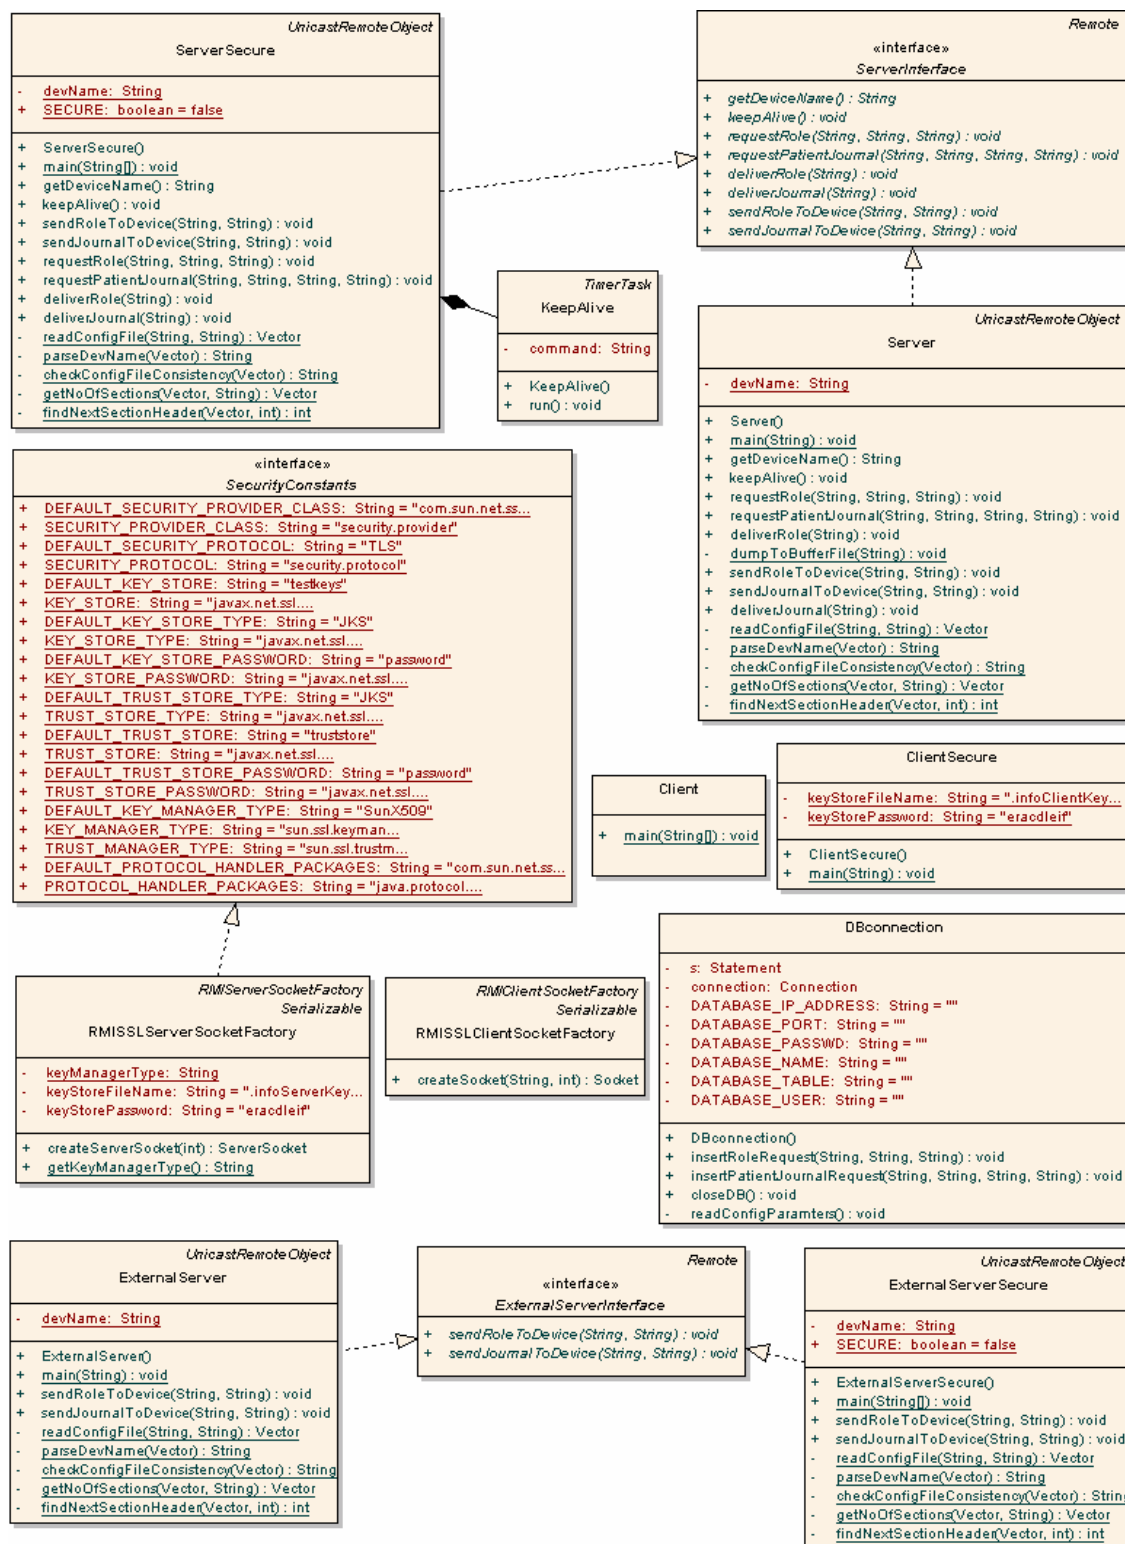 UnicastRemoteObject
ServerSecure
- devName: String
+ SECURE: boolean = false
+ ServerSecure()
+ main(String[]) : void
+ getDeviceName() : String
+ keepAlive() : void
+ sendRoleToDevice(String, String) : void
+ sendJournalToDevice(String, String) : void
+ requestRole(String, String, String) : void
+ requestPatientJournal(String, String, String, String) : void
+ deliverRole(String) : void
+ deliverJournal(String) : void
- readConfigFile(String, String) : Vector
- parseDevName(Vector) : String
- checkConfigFileConsistency(Vector) : String
- getNoOfSections(Vector, String) : Vector
- findNextSectionHeader(Vector, int) : int
Remote
«interface»
ServerInterface
+ getDeviceName() : String
+ keepAlive() : void
+ requestRole(String, String, String) : void
+ requestPatientJournal(String, String, String, String) : void
+ deliverRole(String) : void
+ deliverJournal(String) : void
+ sendRoleToDevice(String, String) : void
+ sendJournalToDevice(String, String) : void
TimerTask
KeepAlive
- command: String
+ KeepAlive()
+ run() : void
UnicastRemoteObject
Server
- devName: String
+ Server()
+ main(String) : void
+ getDeviceName() : String
+ keepAlive() : void
+ requestRole(String, String, String) : void
+ requestPatientJournal(String, String, String, String) : void
+ deliverRole(String) : void
- dumpToBufferFile(String) : void
+ sendRoleToDevice(String, String) : void
+ sendJournalToDevice(String, String) : void
+ deliverJournal(String) : void
- readConfigFile(String, String) : Vector
- parseDevName(Vector) : String
- checkConfigFileConsistency(Vector) : String
- getNoOfSections(Vector, String) : Vector
- findNextSectionHeader(Vector, int) : int
«interface»
SecurityConstants
+ DEFAULT_SECURITY_PROVIDER_CLASS: String = "com.sun.net.ss...
+ SECURITY_PROVIDER_CLASS: String = "security.provider"
+ DEFAULT_SECURITY_PROTOCOL: String = "TLS"
+ SECURITY_PROTOCOL: String = "security.protocol"
+ DEFAULT_KEY_STORE: String = "testkeys"
+ KEY_STORE: String = "javax.net.ssl....
+ DEFAULT_KEY_STORE_TYPE: String = "JKS"
+ KEY_STORE_TYPE: String = "javax.net.ssl....
+ DEFAULT_KEY_STORE_PASSWORD: String = "password"
+ KEY_STORE_PASSWORD: String = "javax.net.ssl....
+ DEFAULT_TRUST_STORE_TYPE: String = "JKS"
+ TRUST_STORE_TYPE: String = "javax.net.ssl....
+ DEFAULT_TRUST_STORE: String = "truststore"
+ TRUST_STORE: String = "javax.net.ssl....
+ DEFAULT_TRUST_STORE_PASSWORD: String = "password"
+ TRUST_STORE_PASSWORD: String = "javax.net.ssl....
+ DEFAULT_KEY_MANAGER_TYPE: String = "SunX509"
+ KEY_MANAGER_TYPE: String = "sun.ssl.keyman...
+ TRUST_MANAGER_TYPE: String = "sun.ssl.trustm...
+ DEFAULT_PROTOCOL_HANDLER_PACKAGES: String = "com.sun.net.ss...
+ PROTOCOL_HANDLER_PACKAGES: String = "java.protocol....
Client
+ main(String[]) : void
ClientSecure
- keyStoreFileName: String = ".infoClientKey...
- keyStorePassword: String = "eracdleif"
+ ClientSecure()
+ main(String) : void
RMIServerSocketFactory
Serializable
RMISSLServerSocketFactory
- keyManagerType: String
- keyStoreFileName: String = ".infoServerKey...
- keyStorePassword: String = "eracdleif"
+ createServerSocket(int) : ServerSocket
+ getKeyManagerType() : String
RMIClientSocketFactory
Serializable
RMISSLClientSocketFactory
+ createSocket(String, int) : Socket
DBconnection
- s: Statement
- connection: Connection
- DATABASE_IP_ADDRESS: String = ""
- DATABASE_PORT: String = ""
- DATABASE_PASSWD: String = ""
- DATABASE_NAME: String = ""
- DATABASE_TABLE: String = ""
- DATABASE_USER: String = ""
+ DBconnection()
+ insertRoleRequest(String, String, String) : void
+ insertPatientJournalRequest(String, String, String, String) : void
+ closeDB() : void
- readConfigParamters() : void
UnicastRemoteObject
ExternalServer
- devName: String
+ ExternalServer()
+ main(String) : void
+ sendRoleToDevice(String, String) : void
+ sendJournalToDevice(String, String) : void
- readConfigFile(String, String) : Vector
- parseDevName(Vector) : String
- checkConfigFileConsistency(Vector) : String
- getNoOfSections(Vector, String) : Vector
- findNextSectionHeader(Vector, int) : int
Remote
«interface»
ExternalServerInterface
+ sendRoleToDevice(String, String) : void
+ sendJournalToDevice(String, String) : void
UnicastRemoteObject
ExternalServerSecure
- devName: String
+ SECURE: boolean = false
+ ExternalServerSecure()
+ main(String[]) : void
+ sendRoleToDevice(String, String) : void
+ sendJournalToDevice(String, String) : void
- readConfigFile(String, String) : Vector
- parseDevName(Vector) : String
- checkConfigFileConsistency(Vector) : String
- getNoOfSections(Vector, String) : Vector
- findNextSectionHeader(Vector, int) : int